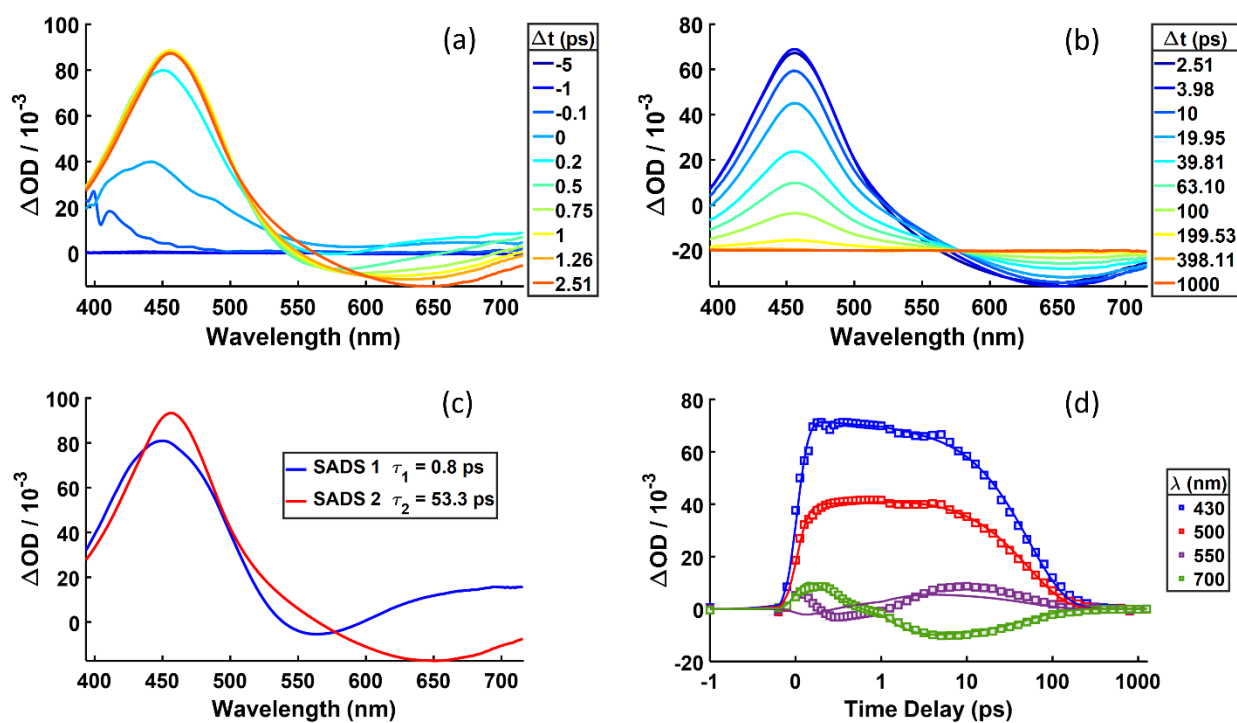 (a)
ΔOD / 10⁻³
100
80
60
40
20
0
400 450 500 550 600 650 700
Wavelength (nm)
Δt (ps)
-5
-1
-0.1
0
0.2
0.5
0.75
1
1.26
2.51
(b)
ΔOD / 10⁻³
80
60
40
20
0
-20
400 450 500 550 600 650 700
Wavelength (nm)
Δt (ps)
2.51
3.98
10
19.95
39.81
63.10
100
199.53
398.11
1000
(c)
ΔOD / 10⁻³
100
80
60
40
20
0
400 450 500 550 600 650 700
Wavelength (nm)
SADS 1 τ₁ = 0.8 ps
SADS 2 τ₂ = 53.3 ps
(d)
ΔOD / 10⁻³
80
60
40
20
0
-20
-1 0 1 10 100 1000
Time Delay (ps)
λ (nm)
430
500
550
700